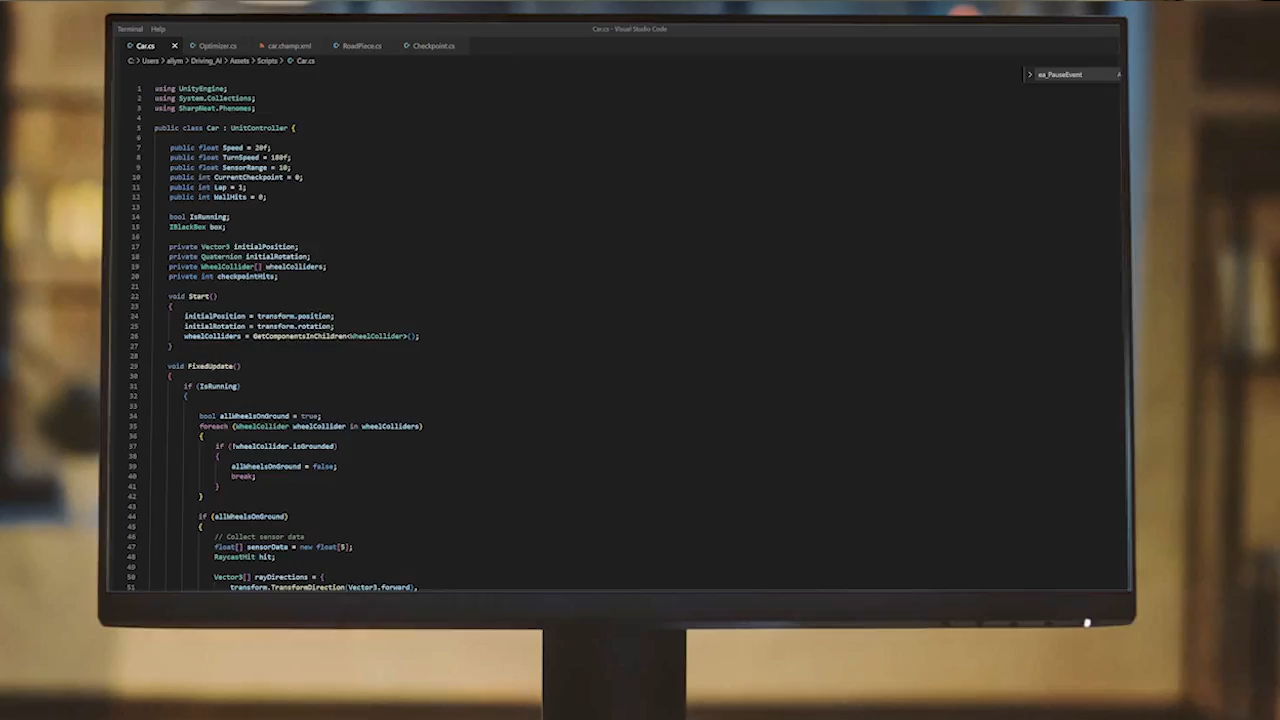 Terminal Help
Car.cs - Visual Studio Code
Car.cs × Optimizer.cs car.champ.xml RoadPiece.cs Checkpoint.cs
C: > Users > allym > Driving_AI > Assets > Scripts > Car.cs
> ea_PauseEvent
1 using UnityEngine;
2 using System.Collections;
3 using SharpNeat.Phenomes;
4
5 public class Car : UnitController {
6
7 public float Speed = 20f;
8 public float TurnSpeed = 180f;
9 public float SensorRange = 10;
10 public int CurrentCheckpoint = 0;
11 public int Lap = 1;
12 public int WallHits = 0;
13
14 bool IsRunning;
15 IBlackBox box;
16
17 private Vector3 initialPosition;
18 private Quaternion initialRotation;
19 private WheelCollider[] wheelColliders;
20 private int checkpointHits;
21
22 void Start()
23 {
24 initialPosition = transform.position;
25 initialRotation = transform.rotation;
26 wheelColliders = GetComponentsInChildren<WheelCollider>();
27 }
28
29 void FixedUpdate()
30 {
31 if (IsRunning)
32 {
33
34 bool allWheelsOnGround = true;
35 foreach (WheelCollider wheelCollider in wheelColliders)
36 {
37 if (!wheelCollider.isGrounded)
38 {
39 allWheelsOnGround = false;
40 break;
41 }
42 }
43
44 if (allWheelsOnGround)
45 {
46 // Collect sensor data
47 float[] sensorData = new float[5];
48 RaycastHit hit;
49
50 Vector3[] rayDirections = {
51 transform.TransformDirection(Vector3.forward),